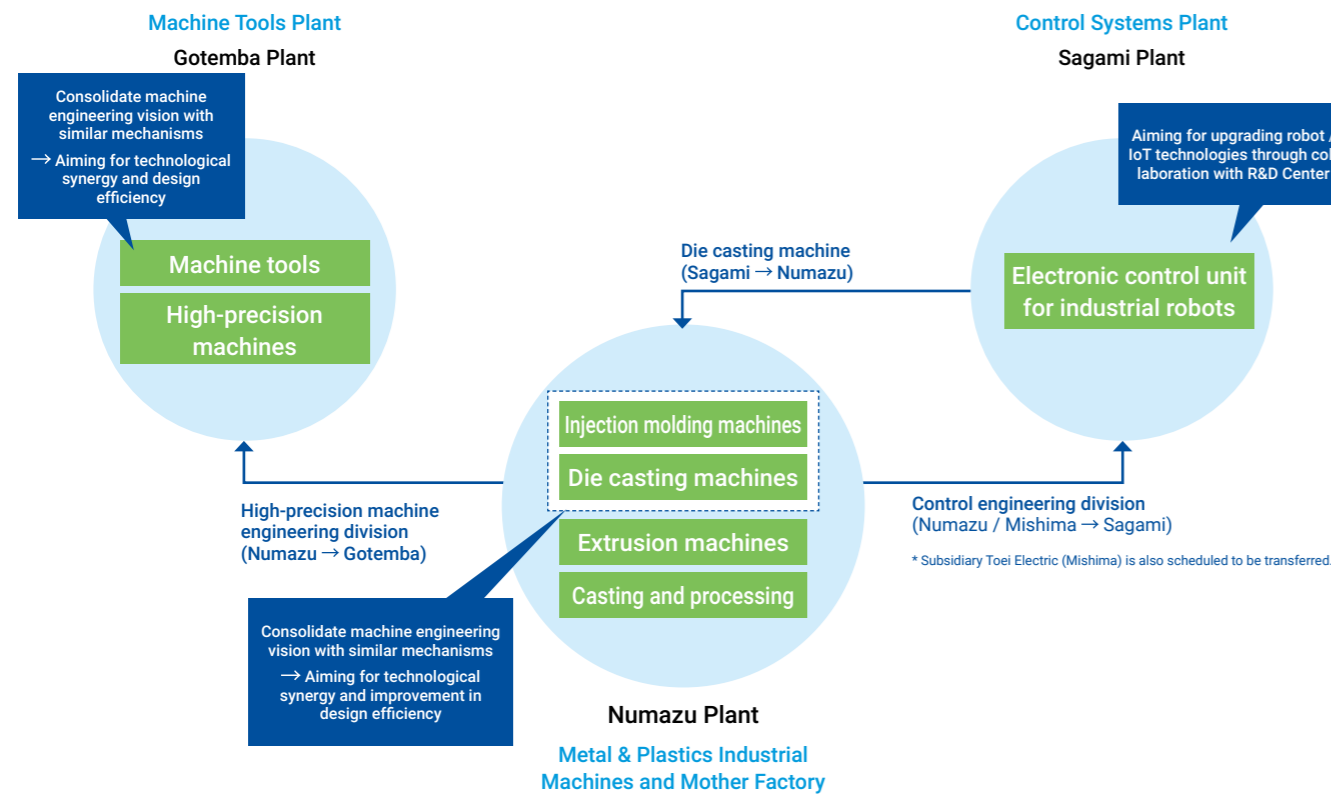 Machine Tools Plant
Gotemba Plant
Consolidate machine
engineering vision with
similar mechanisms
→ Aiming for technological
synergy and design
efficiency
Machine tools
High-precision
machines
Control Systems Plant
Sagami Plant
Aiming for upgrading robot /
IoT technologies through col
laboration with R&D Center
Electronic control unit
for industrial robots
Die casting machine
(Sagami → Numazu)
High-precision machine
engineering division
(Numazu → Gotemba)
Injection molding machines
Die casting machines
Extrusion machines
Casting and processing
Control engineering division
(Numazu / Mishima → Sagami)
* Subsidiary Toei Electric (Mishima) is also scheduled to be transferred.
Consolidate machine engineering
vision with similar mechanisms
→ Aiming for technological
synergy and improvement in
design efficiency
Numazu Plant
Metal & Plastics Industrial
Machines and Mother Factory